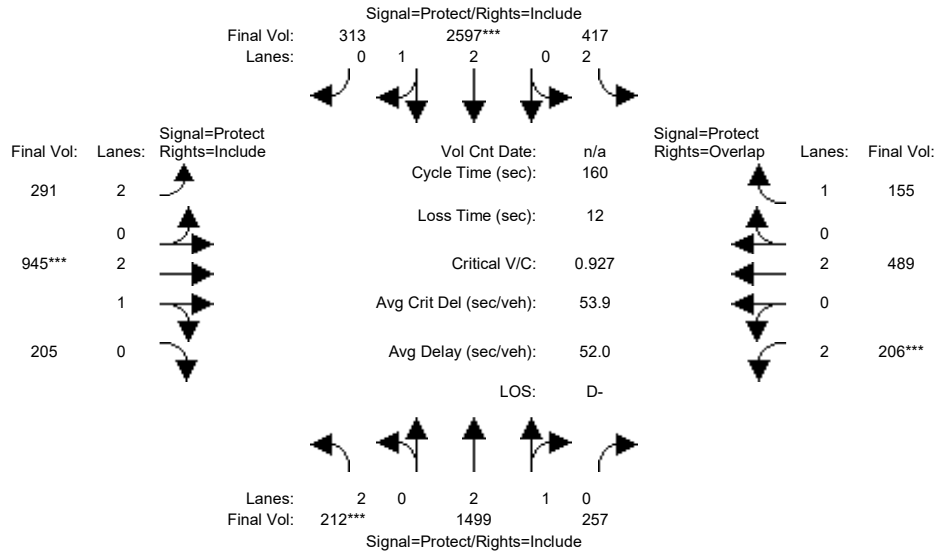 Signal=Protect/Rights=Include
Final Vol: 313 2597*** 417
Lanes: 0 1 2 0 2
Signal=Protect
Final Vol: Lanes: Rights=Include
Vol Cnt Date: n/a
Signal=Protect
Rights=Overlap Lanes: Final Vol:
Cycle Time (sec): 160
291 2
1 155
Loss Time (sec): 12
0
0
945*** 2
Critical V/C: 0.927
2 489
1
Avg Crit Del (sec/veh): 53.9
0
205 0
Avg Delay (sec/veh): 52.0
2 206***
LOS: D-
Lanes: 2 0 2 1 0
Final Vol: 212*** 1499 257
Signal=Protect/Rights=Include